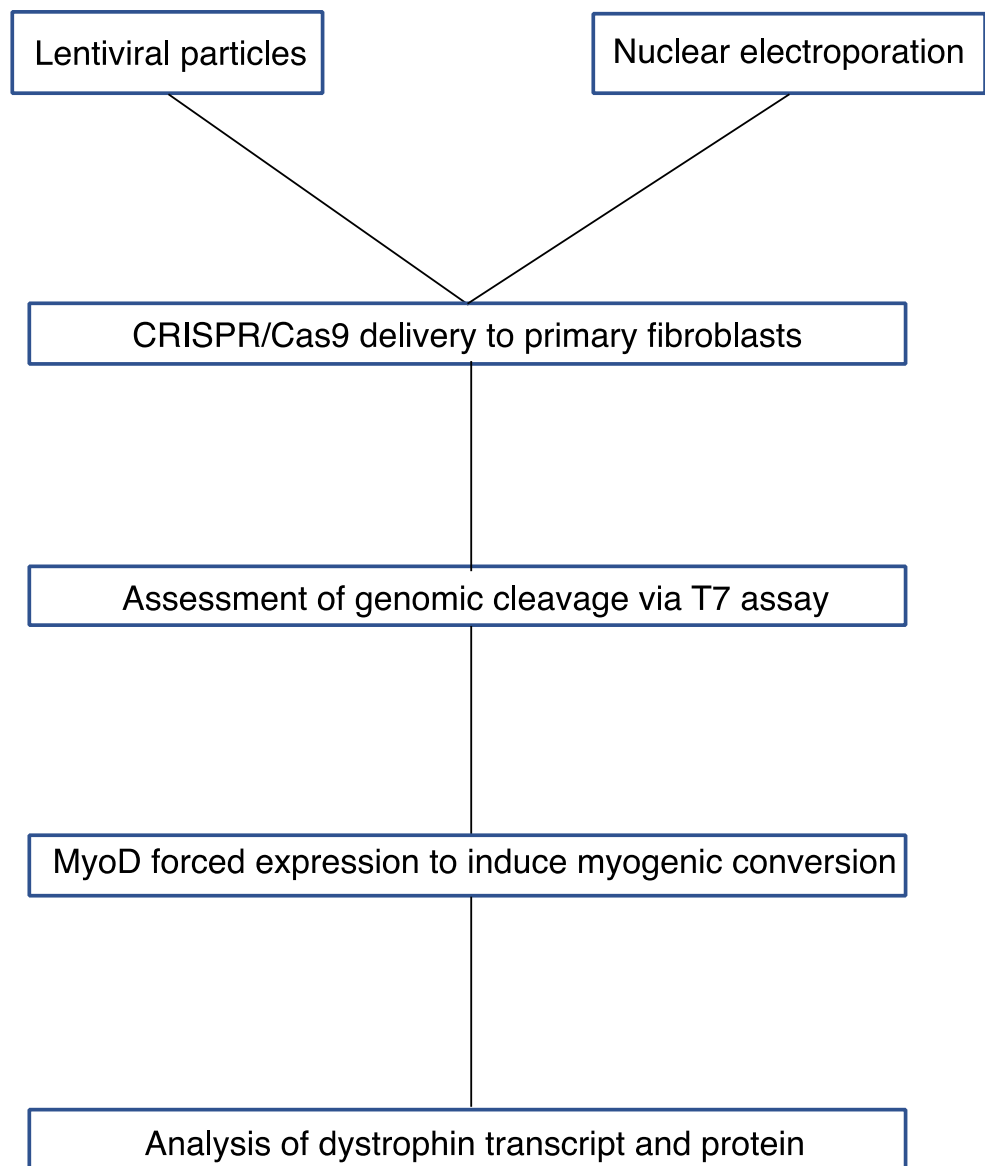 Lentiviral particles
Nuclear electroporation
CRISPR/Cas9 delivery to primary fibroblasts
Assessment of genomic cleavage via T7 assay
MyoD forced expression to induce myogenic conversion
Analysis of dystrophin transcript and protein